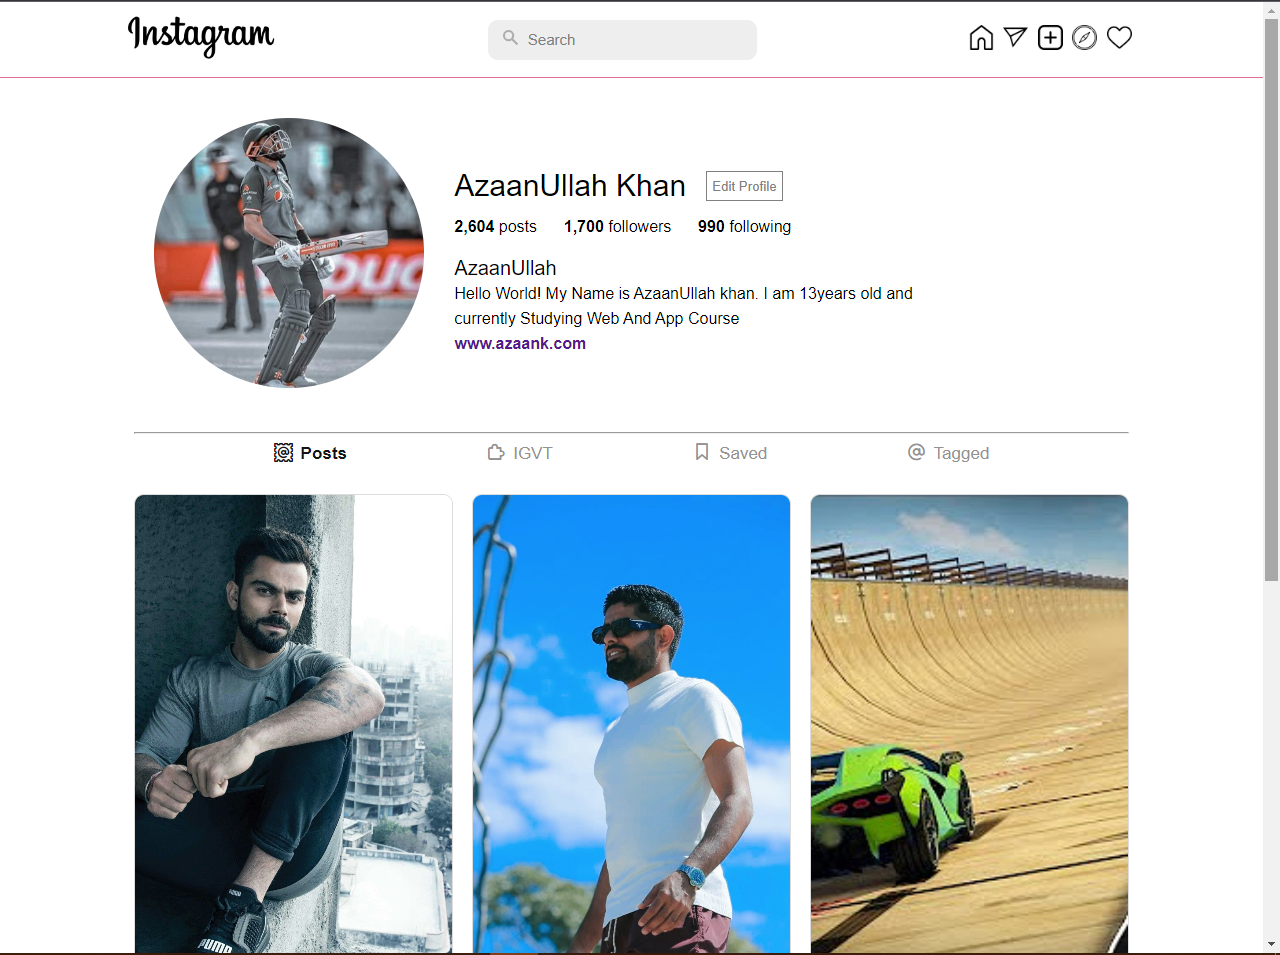 Instagram
Search
AzaanUllah Khan
Edit Profile
2,604 posts 1,700 followers 990 following
AzaanUllah
Hello World! My Name is AzaanUllah khan. I am 13years old and
currently Studying Web And App Course
www.azaank.com
Posts IGVT Saved Tagged
PUMA